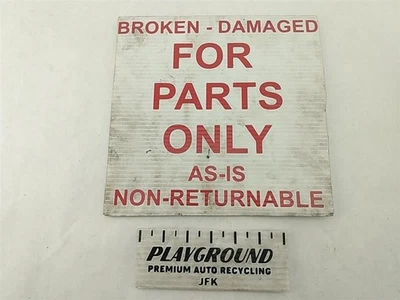 BROKEN - DAMAGED
FOR
PARTS
ONLY
AS-IS
NON-RETURNABLE
PLAYGROUND
PREMIUM AUTO RECYCLING
JFK